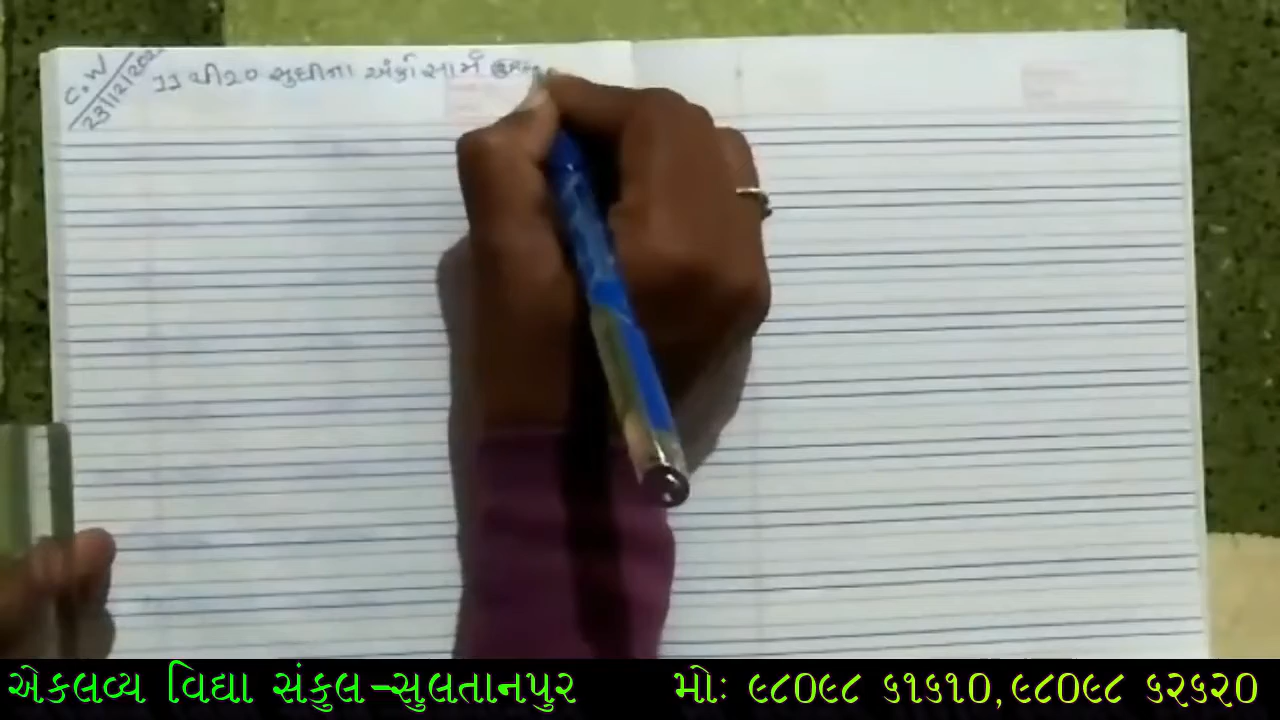 C.W
23/12/202
૧૧ થી ૨૦ સુધીના અંકો સામે
એકલવ્ય વિદ્યા સંકુલ-સુલતાનપુર મોઃ ૯૮૦૯૮ ૬૧૬૧૦,૯૮૦૯૮ ૬૨૬૨૦